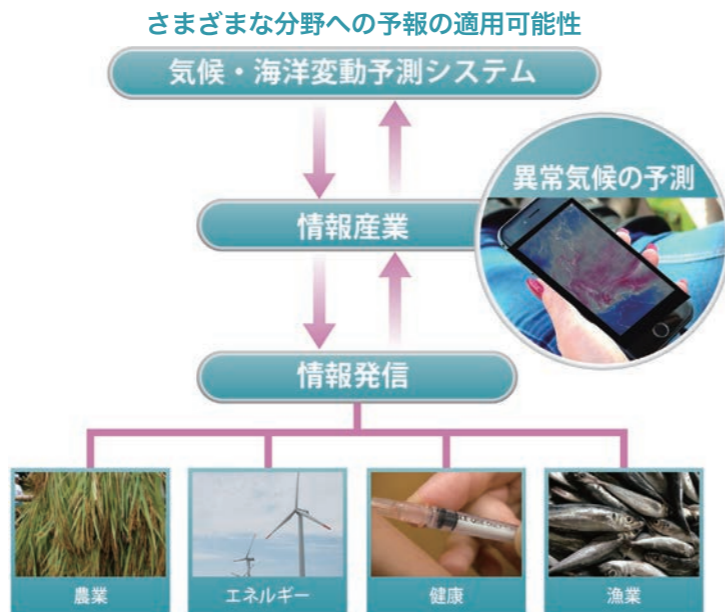 さまざまな分野への予報の適用可能性
気候・海洋変動予測システム
異常気候の予測
情報産業
情報発信
農業
エネルギー
健康
漁業